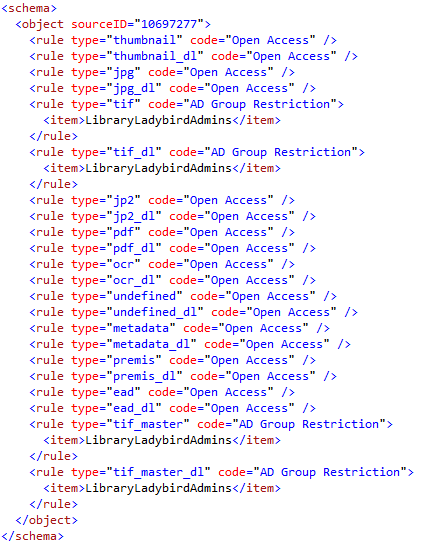 <schema>
<object sourceID="10697277">
<rule type="thumbnail" code="Open Access" />
<rule type="thumbnail_dl" code="Open Access" />
<rule type="jpg" code="Open Access" />
<rule type="jpg_dl" code="Open Access" />
<rule type="tif" code="AD Group Restriction">
<item>LibraryLadybirdAdmins</item>
</rule>
<rule type="tif_dl" code="AD Group Restriction">
<item>LibraryLadybirdAdmins</item>
</rule>
<rule type="jp2" code="Open Access" />
<rule type="jp2_dl" code="Open Access" />
<rule type="pdf" code="Open Access" />
<rule type="pdf_dl" code="Open Access" />
<rule type="ocr" code="Open Access" />
<rule type="ocr_dl" code="Open Access" />
<rule type="undefined" code="Open Access" />
<rule type="undefined_dl" code="Open Access" />
<rule type="metadata" code="Open Access" />
<rule type="metadata_dl" code="Open Access" />
<rule type="premis" code="Open Access" />
<rule type="premis_dl" code="Open Access" />
<rule type="ead" code="Open Access" />
<rule type="ead_dl" code="Open Access" />
<rule type="tif_master" code="AD Group Restriction">
<item>LibraryLadybirdAdmins</item>
</rule>
<rule type="tif_master_dl" code="AD Group Restriction">
<item>LibraryLadybirdAdmins</item>
</rule>
</object>
</schema>